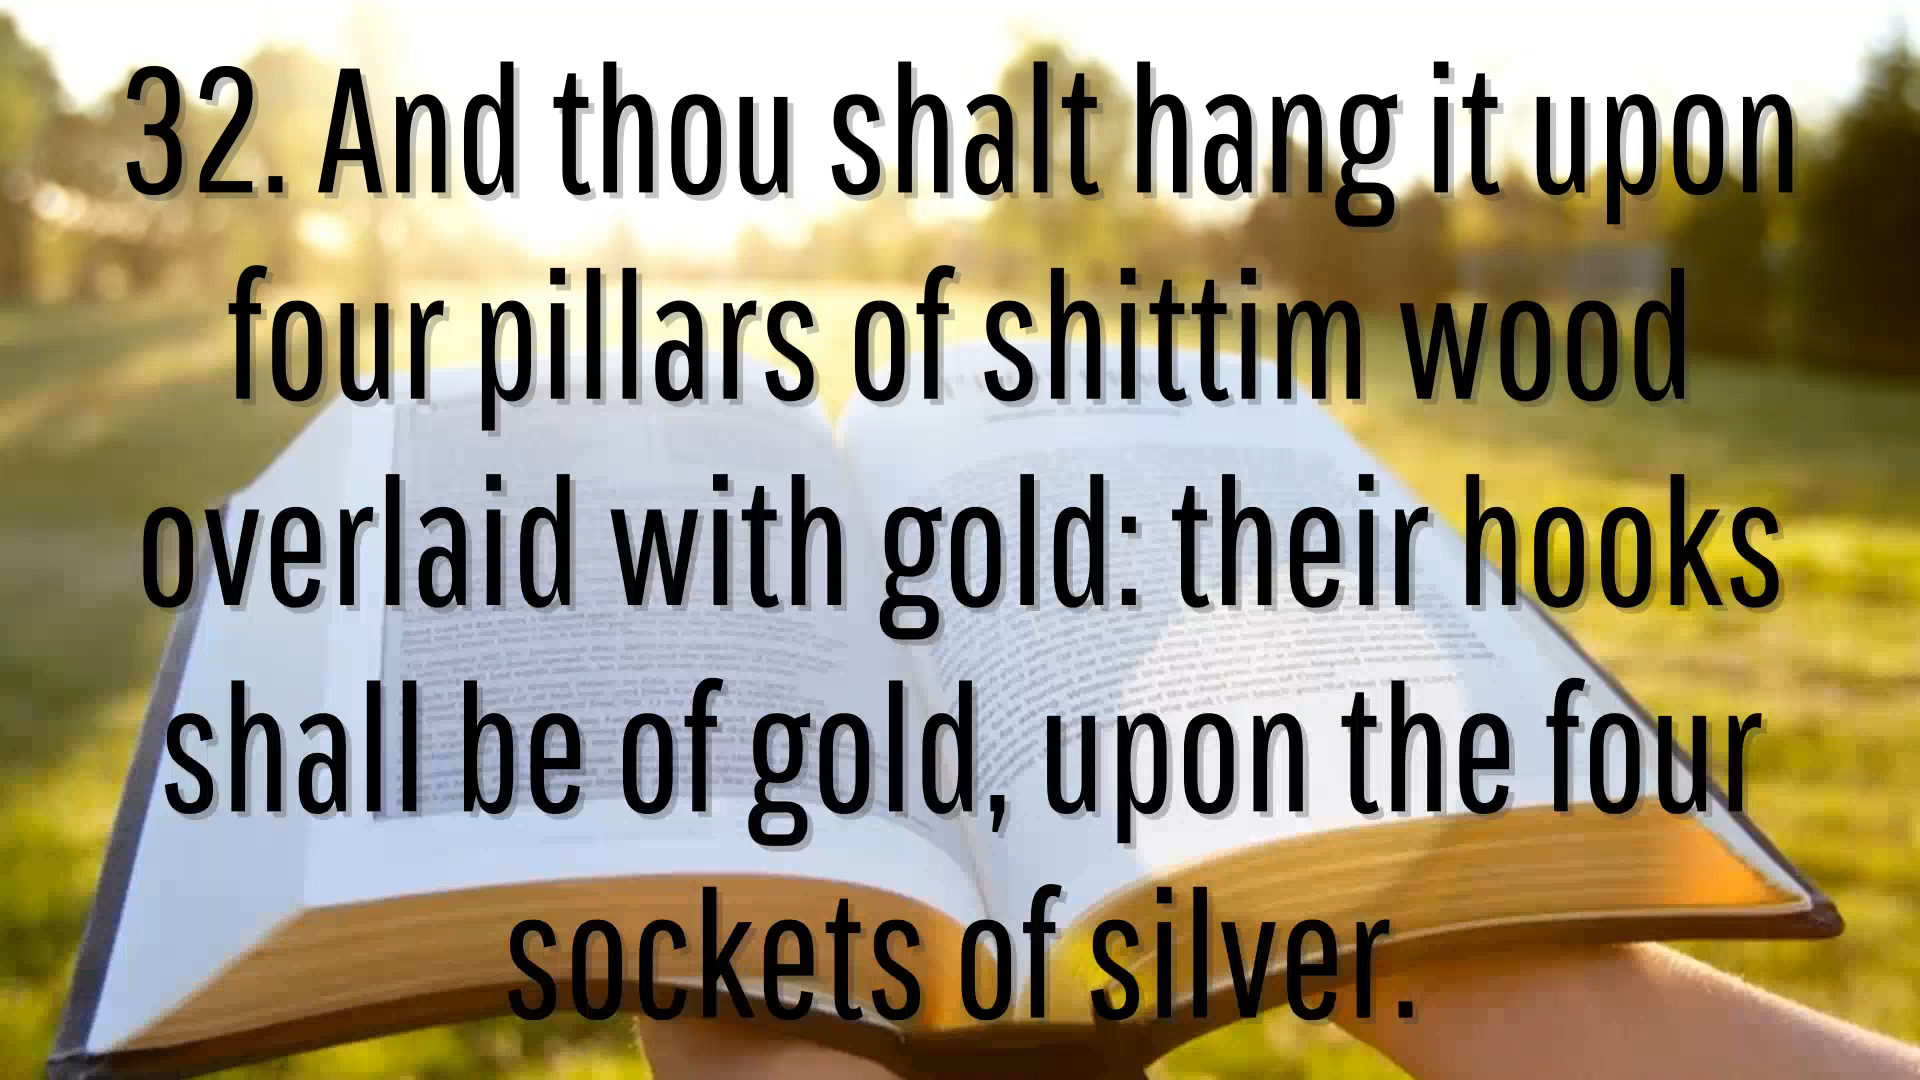 32. And thou shalt hang it upon
four pillars of shittim wood
overlaid with gold: their hooks
shall be of gold, upon the four
sockets of silver.